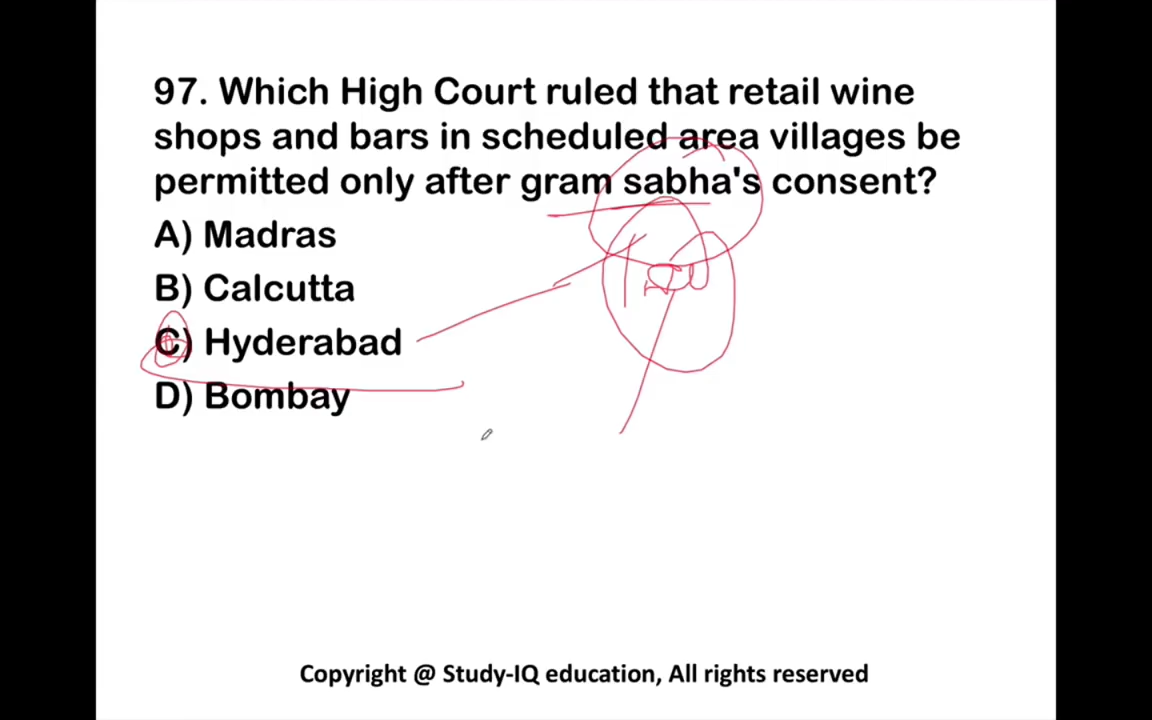 97. Which High Court ruled that retail wine
shops and bars in scheduled area villages be
permitted only after gram sabha's consent?
A) Madras
B) Calcutta
C) Hyderabad
D) Bombay
Copyright @ Study-IQ education, All rights reserved